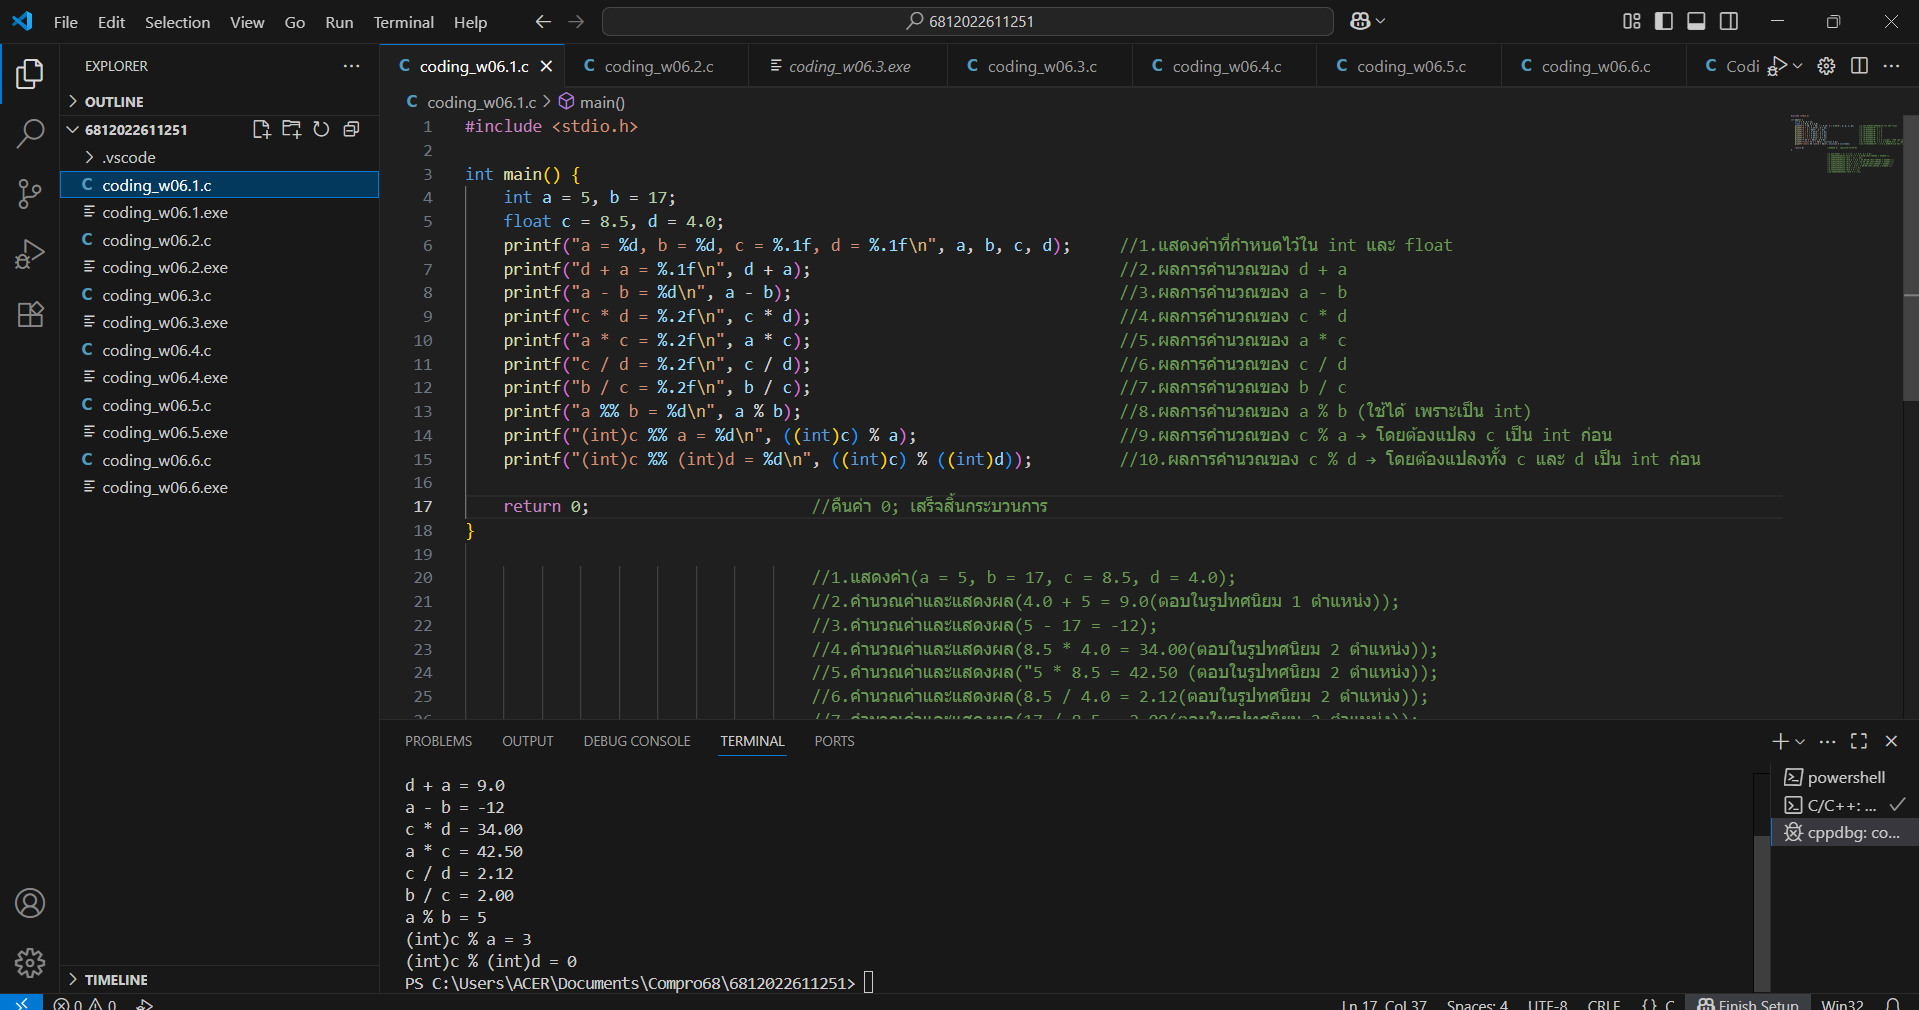 File Edit Selection View Go Run Terminal Help
6812022611251
EXPLORER
OUTLINE
6812022611251
.vscode
C coding_w06.1.c
coding_w06.1.exe
C coding_w06.2.c
coding_w06.2.exe
C coding_w06.3.c
coding_w06.3.exe
C coding_w06.4.c
coding_w06.4.exe
C coding_w06.5.c
coding_w06.5.exe
C coding_w06.6.c
coding_w06.6.exe
TIMELINE
C coding_w06.1.c C coding_w06.2.c coding_w06.3.exe C coding_w06.3.c C coding_w06.4.c C coding_w06.5.c C coding_w06.6.c C Codi
C coding_w06.1.c > main()
1 #include <stdio.h>
2
3 int main() {
4 int a = 5, b = 17;
5 float c = 8.5, d = 4.0;
6 printf("a = %d, b = %d, c = %.1f, d = %.1f\n", a, b, c, d); //1.แสดงค่าที่กำหนดไว้ใน int และ float
7 printf("d + a = %.1f\n", d + a); //2.ผลการคำนวณของ d + a
8 printf("a - b = %d\n", a - b); //3.ผลการคำนวณของ a - b
9 printf("c * d = %.2f\n", c * d); //4.ผลการคำนวณของ c * d
10 printf("a * c = %.2f\n", a * c); //5.ผลการคำนวณของ a * c
11 printf("c / d = %.2f\n", c / d); //6.ผลการคำนวณของ c / d
12 printf("b / c = %.2f\n", b / c); //7.ผลการคำนวณของ b / c
13 printf("a %% b = %d\n", a % b); //8.ผลการคำนวณของ a % b (ใช้ได้ เพราะเป็น int)
14 printf("(int)c %% a = %d\n", ((int)c) % a); //9.ผลการคำนวณของ c % a → โดยต้องแปลง c เป็น int ก่อน
15 printf("(int)c %% (int)d = %d\n", ((int)c) % ((int)d)); //10.ผลการคำนวณของ c % d → โดยต้องแปลงทั้ง c และ d เป็น int ก่อน
16
17 return 0; //คืนค่า 0; เสร็จสิ้นกระบวนการ
18 }
19
20 //1.แสดงค่า(a = 5, b = 17, c = 8.5, d = 4.0);
21 //2.คำนวณค่าและแสดงผล(4.0 + 5 = 9.0(ตอบในรูปทศนิยม 1 ตำแหน่ง));
22 //3.คำนวณค่าและแสดงผล(5 - 17 = -12);
23 //4.คำนวณค่าและแสดงผล(8.5 * 4.0 = 34.00(ตอบในรูปทศนิยม 2 ตำแหน่ง));
24 //5.คำนวณค่าและแสดงผล("5 * 8.5 = 42.50 (ตอบในรูปทศนิยม 2 ตำแหน่ง));
25 //6.คำนวณค่าและแสดงผล(8.5 / 4.0 = 2.12(ตอบในรูปทศนิยม 2 ตำแหน่ง));
PROBLEMS OUTPUT DEBUG CONSOLE TERMINAL PORTS
d + a = 9.0
a - b = -12
c * d = 34.00
a * c = 42.50
c / d = 2.12
b / c = 2.00
a % b = 5
(int)c % a = 3
(int)c % (int)d = 0
PS C:\Users\ACER\Documents\Compro68\6812022611251>
powershell
C/C++: ...
cppdbg: co...
0 0 Ln 17, Col 37 Spaces: 4 UTF-8 CRLF {} C Finish Setup Win32